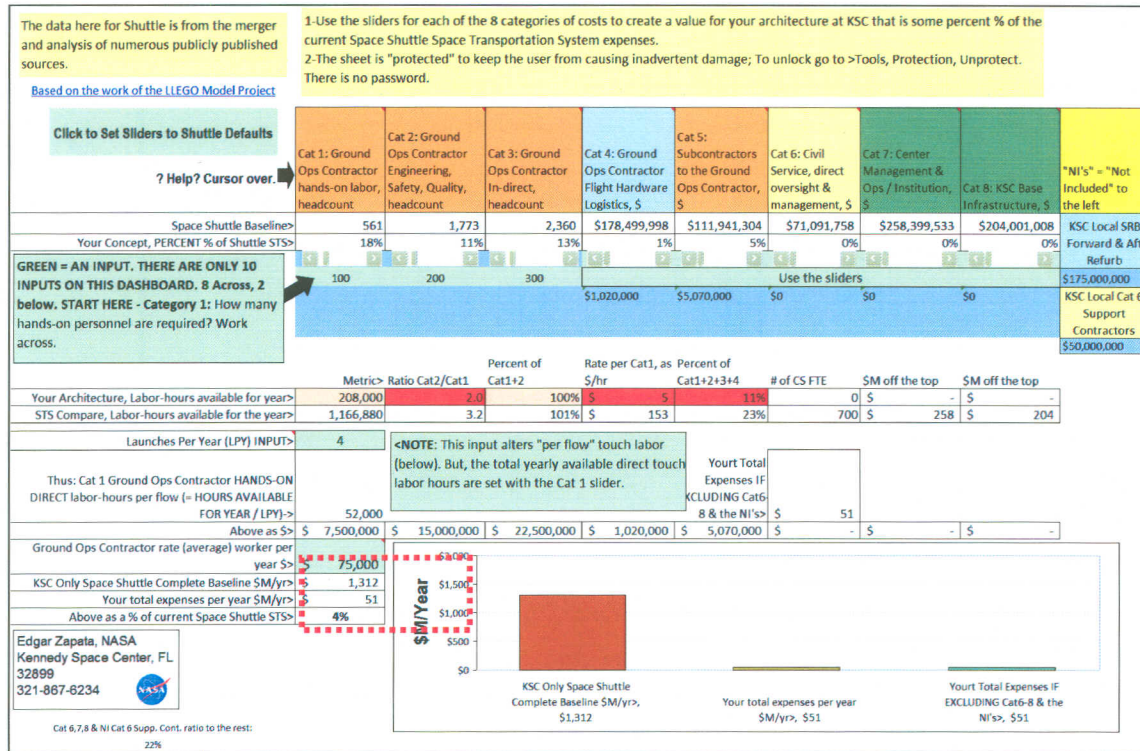 The data here for Shuttle is from the merger
and analysis of numerous publicly published
sources.
Based on the work of the LLEGO Model Project
1-Use the sliders for each of the 8 categories of costs to create a value for your architecture at KSC that is some percent % of the
current Space Shuttle Space Transportation System expenses.
2-The sheet is "protected" to keep the user from causing inadvertent damage; To unlock go to >Tools, Protection, Unprotect.
There is no password.
Click to Set Sliders to Shuttle Defaults
? Help? Cursor over.
Cat 1: Ground
Ops Contractor
hands-on labor,
headcount
Cat 2: Ground
Ops Contractor
Engineering,
Safety, Quality,
headcount
Cat 3: Ground
Ops Contractor
In-direct,
headcount
Cat 4: Ground
Ops Contractor
Flight Hardware
Logistics, $
Cat 5:
Subcontractors
to the Ground
Ops Contractor,
$
Cat 6: Civil
Service, direct
oversight &
management, $
Cat 7: Center
Management &
Ops / Institution,
$
Cat 8: KSC Base
Infrastructure, $
"NI's" = "Not
Included" to
the left
Space Shuttle Baseline> 561 1,773 2,360 $178,499,998 $111,941,304 $71,091,758 $258,399,533 $204,001,008
Your Concept, PERCENT % of Shuttle STS> 18% 11% 13% 1% 5% 0% 0% 0%
KSC Local SRB
Forward & Aft
Refurb
$175,000,000
GREEN = AN INPUT. THERE ARE ONLY 10
INPUTS ON THIS DASHBOARD. 8 Across, 2
below. START HERE - Category 1: How many
hands-on personnel are required? Work
across.
100 200 300 Use the sliders
$1,020,000 $5,070,000 $0 $0 $0
KSC Local Cat 6
Support
Contractors
$50,000,000
Metric> Ratio Cat2/Cat1
Percent of
Cat1+2
Rate per Cat1, as
$/hr
Percent of
Cat1+2+3+4
# of CS FTE $M off the top $M off the top
Your Architecture, Labor-hours available for year> 208,000 2.0 100% $ 5 11% 0 $ - $ -
STS Compare, Labor-hours available for the year> 1,166,880 3.2 101% $ 153 23% 700 $ 258 $ 204
Launches Per Year (LPY) INPUT> 4
<NOTE: This input alters "per flow" touch labor
(below). But, the total yearly available direct touch
labor hours are set with the Cat 1 slider.
Thus: Cat 1 Ground Ops Contractor HANDS-ON
DIRECT labor-hours per flow (= HOURS AVAILABLE
FOR YEAR / LPY)-> 52,000
Yourt Total
Expenses IF
XCLUDING Cat6-
8 & the NI's> $ 51
Above as $> $ 7,500,000 $ 15,000,000 $ 22,500,000 $ 1,020,000 $ 5,070,000 $ - $ - $ -
Ground Ops Contractor rate (average) worker per
year $> $ 75,000
KSC Only Space Shuttle Complete Baseline $M/yr> $ 1,312
Your total expenses per year $M/yr> $ 51
Above as a % of current Space Shuttle STS> 4%
Edgar Zapata, NASA
Kennedy Space Center, FL
32899
321-867-6234
NASA
Cat 6,7,8 & NI Cat 6 Supp. Cont. ratio to the rest:
22%
$M/Year
$2,000
$1,500
$1,000
$500
$0
KSC Only Space Shuttle
Complete Baseline $M/yr>,
$1,312
Your total expenses per year
$M/yr>, $51
Yourt Total Expenses IF
EXCLUDING Cat6-8 & the
NI's>, $51